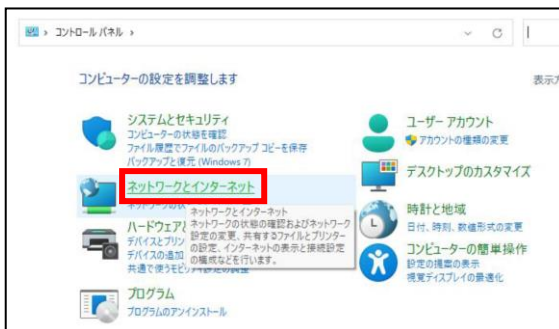 コントロール パネル
コンピューターの設定を調整します
表示方
システムとセキュリティ
コンピューターの状態を確認
ファイル履歴でファイルのバックアップ コピーを保存
バックアップと復元 (Windows 7)
ネットワークとインターネット
ネットワークの状
ネットワークとインターネット
ネットワークの状態の確認およびネットワーク
設定の変更、共有するファイルとプリンター
の設定、インターネットの表示と接続設定
の構成などを行います。
ハードウェアと
デバイスとプリン
デバイスの追加
共通で使うモビリティ設定の調整
プログラム
プログラムのアンインストール
ユーザー アカウント
アカウントの種類の変更
デスクトップのカスタマイズ
時計と地域
日付、時刻、数値形式の変更
コンピューターの簡単操作
設定の提案の表示
視覚ディスプレイの最適化